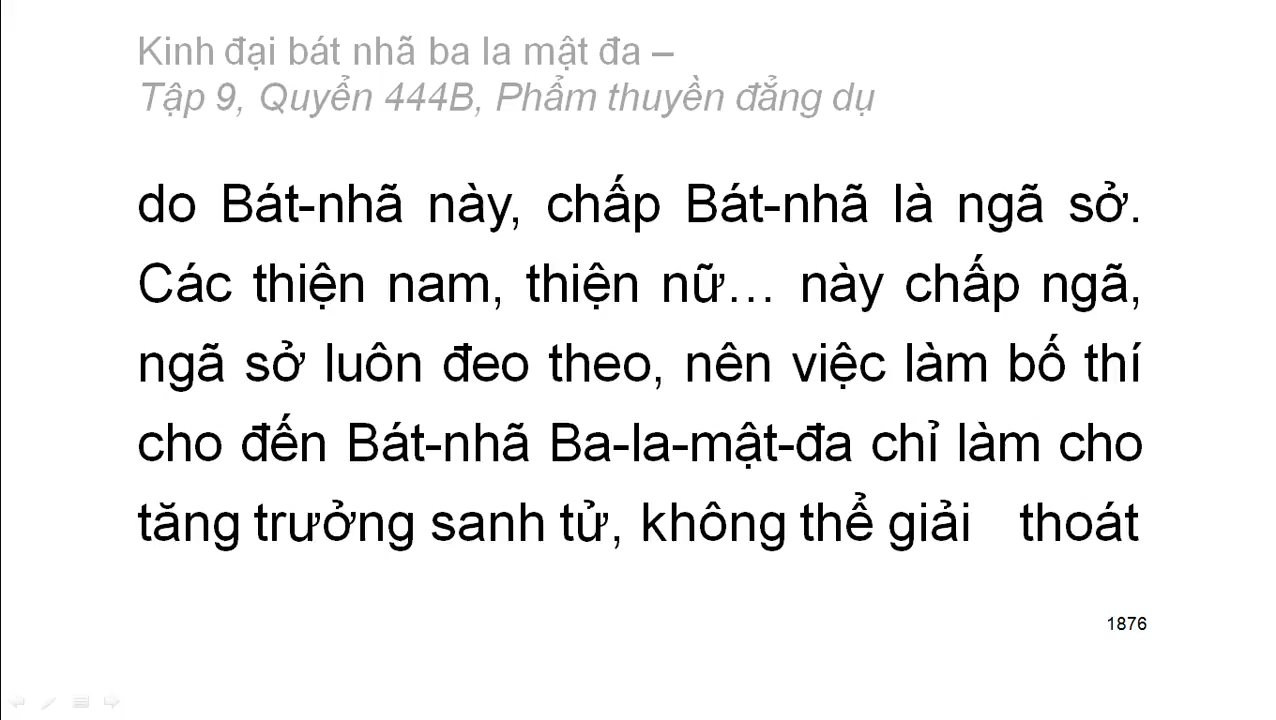 Kinh đại bát nhã ba la mật đa –
Tập 9, Quyển 444B, Phẩm thuyền đẳng dụ
do Bát-nhã này, chấp Bát-nhã là ngã sở.
Các thiện nam, thiện nữ… này chấp ngã,
ngã sở luôn đeo theo, nên việc làm bố thí
cho đến Bát-nhã Ba-la-mật-đa chỉ làm cho
tăng trưởng sanh tử, không thể giải thoát
1876